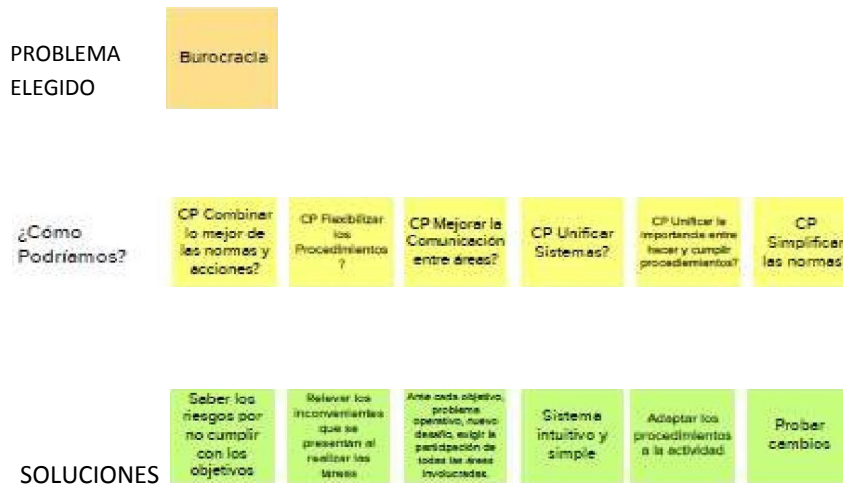 PROBLEMA
ELEGIDO
Burocracia
¿Cómo
Podríamos?
CP Combinar
lo mejor de
las normas y
acciones?
CP Flexibilizar
los
Procedimientos
?
CP Mejorar la
Comunicación
entre áreas?
CP Unificar
Sistemas?
CP Unificar la
importancia entre
hacer y cumplir
procedimientos?
CP
Simplificar
las normas?
SOLUCIONES
Saber los
riesgos por
no cumplir
con los
objetivos
Relevar los
inconvenientes
que se
presentan al
realizar las
tareas
Ante cada objetivo,
problema
operativo, nuevo
desafío, exigir la
participación de
todas las áreas
involucradas.
Sistema
intuitivo y
simple
Adaptar los
procedimientos
a la actividad
Probar
cambios